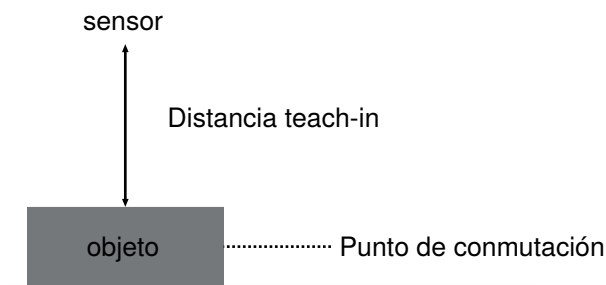 sensor
Distancia teach-in
objeto
Punto de conmutación